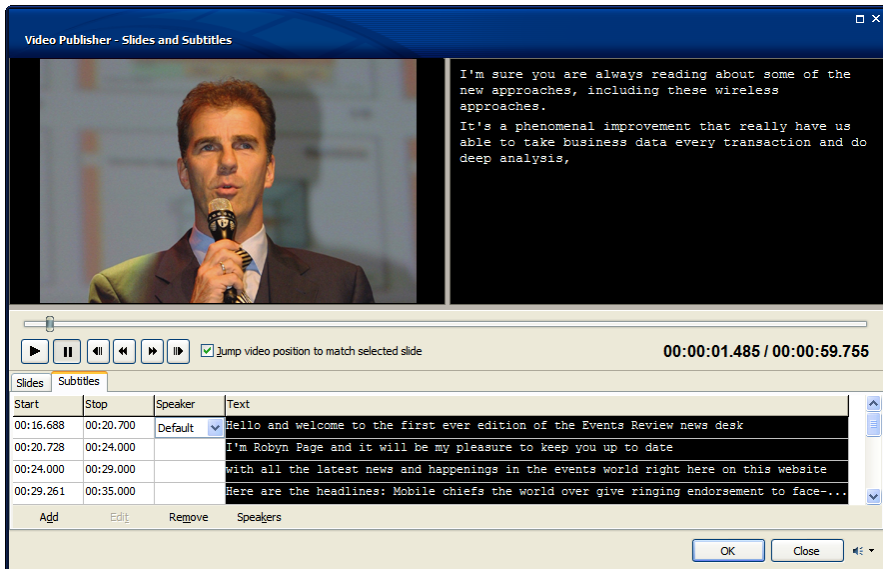 Video Publisher - Slides and Subtitles
I'm sure you are always reading about some of the
new approaches, including these wireless
approaches.
It's a phenomenal improvement that really have us
able to take business data every transaction and do
deep analysis,
Jump video position to match selected slide
00:00:01.485 / 00:00:59.755
Slides Subtitles
Start Stop Speaker Text
00:16.688 00:20.700 Default Hello and welcome to the first ever edition of the Events Review news desk
00:20.728 00:24.000 I'm Robyn Page and it will be my pleasure to keep you up to date
00:24.000 00:29.000 with all the latest news and happenings in the events world right here on this website
00:29.261 00:35.000 Here are the headlines: Mobile chiefs the world over give ringing endorsement to face-...
Add Edit Remove Speakers
OK Close